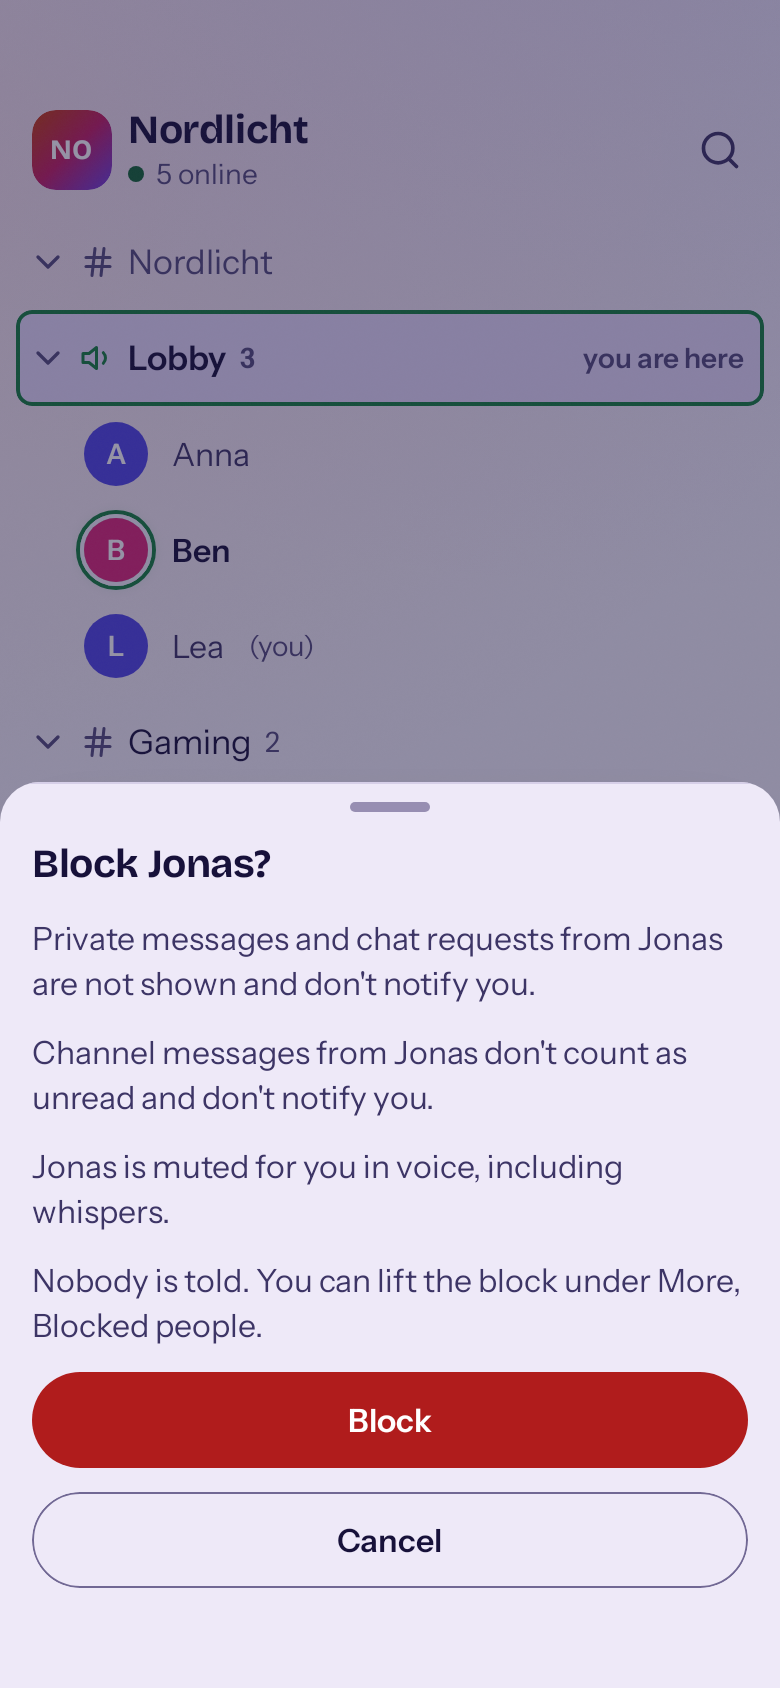 NO
Nordlicht
5 online
# Nordlicht
Lobby 3
you are here
A
Anna
B
Ben
L
Lea (you)
# Gaming 2
Block Jonas?
Private messages and chat requests from Jonas
are not shown and don't notify you.
Channel messages from Jonas don't count as
unread and don't notify you.
Jonas is muted for you in voice, including
whispers.
Nobody is told. You can lift the block under More,
Blocked people.
Block
Cancel